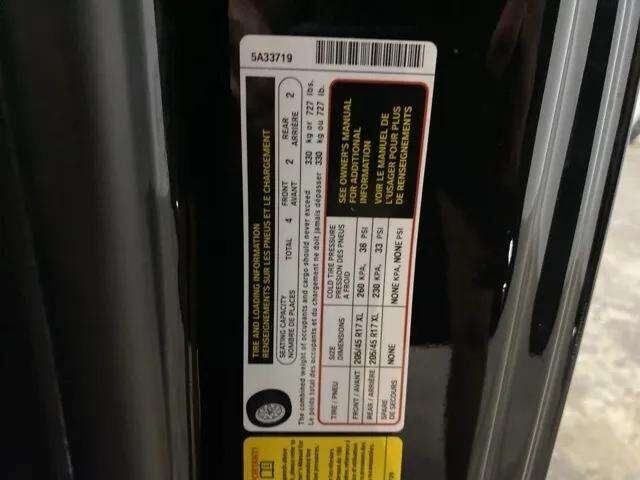 5A33719
TIRE AND LOADING INFORMATION
RENSEIGNEMENTS SUR LES PNEUS ET LE CHARGEMENT
SEATING CAPACITY
NOMBRE DE PLACES
TOTAL 4
FRONT
AVANT 2
REAR
ARRIÈRE 2
The combined weight of occupants and cargo should never exceed 330 kg or 727 lbs.
Le poids total des occupants et du chargement ne doit jamais dépasser 330 kg ou 727 lb.
TIRE / PNEU
SIZE
DIMENSIONS
COLD TIRE PRESSURE
PRESSION DES PNEUS
A FROID
FRONT / AVANT 205/45 R17 XL 260 KPA, 38 PSI
REAR / ARRIÈRE 205/45 R17 XL 230 KPA, 33 PSI
SPARE
DE SECOURS
NONE NONE KPA, NONE PSI
SEE OWNER'S MANUAL
FOR ADDITIONAL
INFORMATION
VOIR LE MANUEL DE
L'USAGER POUR PLUS
DE RENSEIGNEMENTS